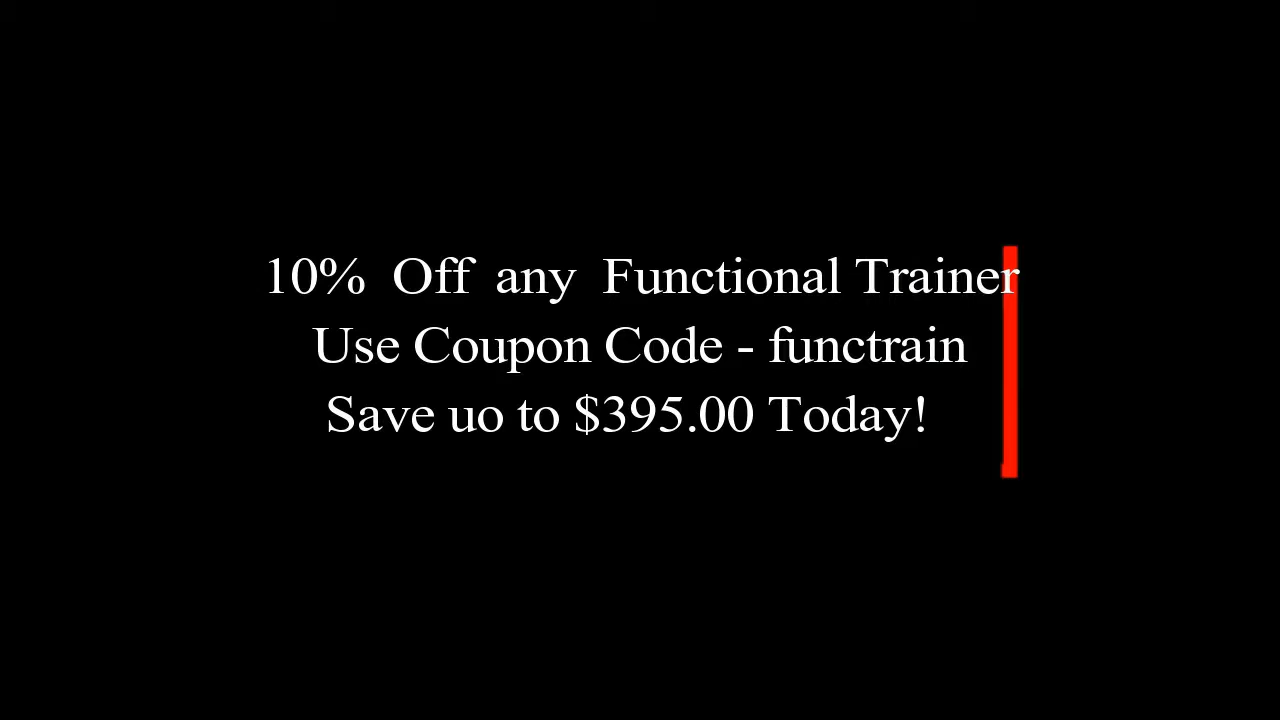 10% Off any Functional Trainer
Use Coupon Code - functrain
Save uo to $395.00 Today!